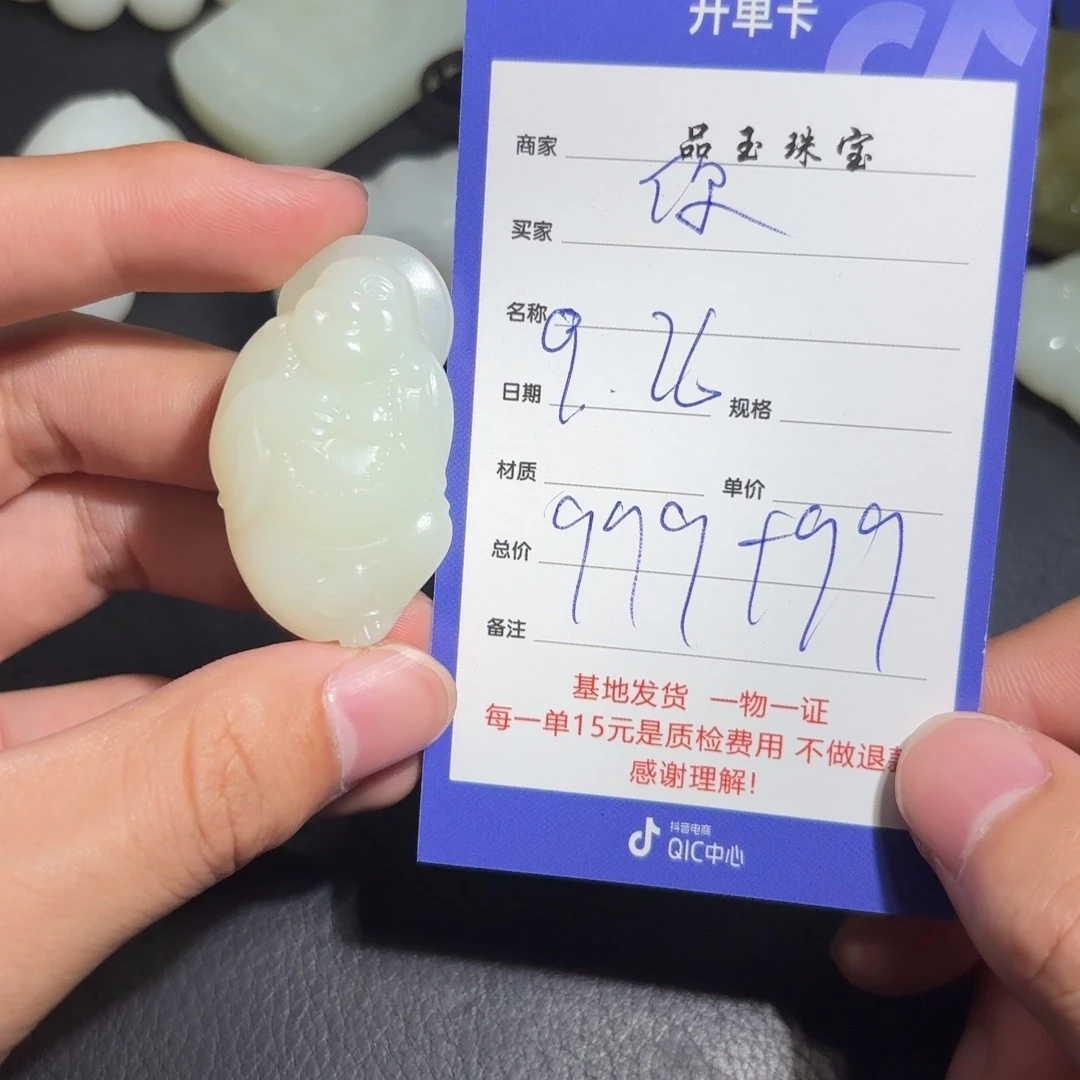 开单卡
商家 品玉珠宝
买家 你
名称
日期 9.26 规格
材质 单价
总价 999+99
备注
基地发货 一物一证
每一单15元是质检费用 不做退款
感谢理解!
抖音电商
QIC中心